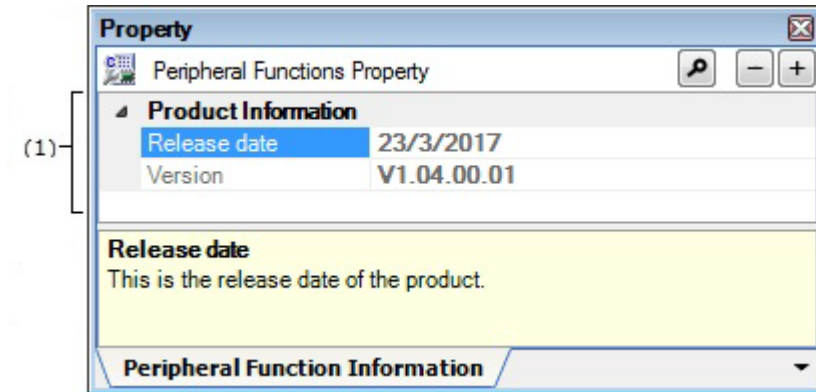 Property
Peripheral Functions Property
(1)
Product Information
Release date 23/3/2017
Version V1.04.00.01
Release date
This is the release date of the product.
Peripheral Function Information